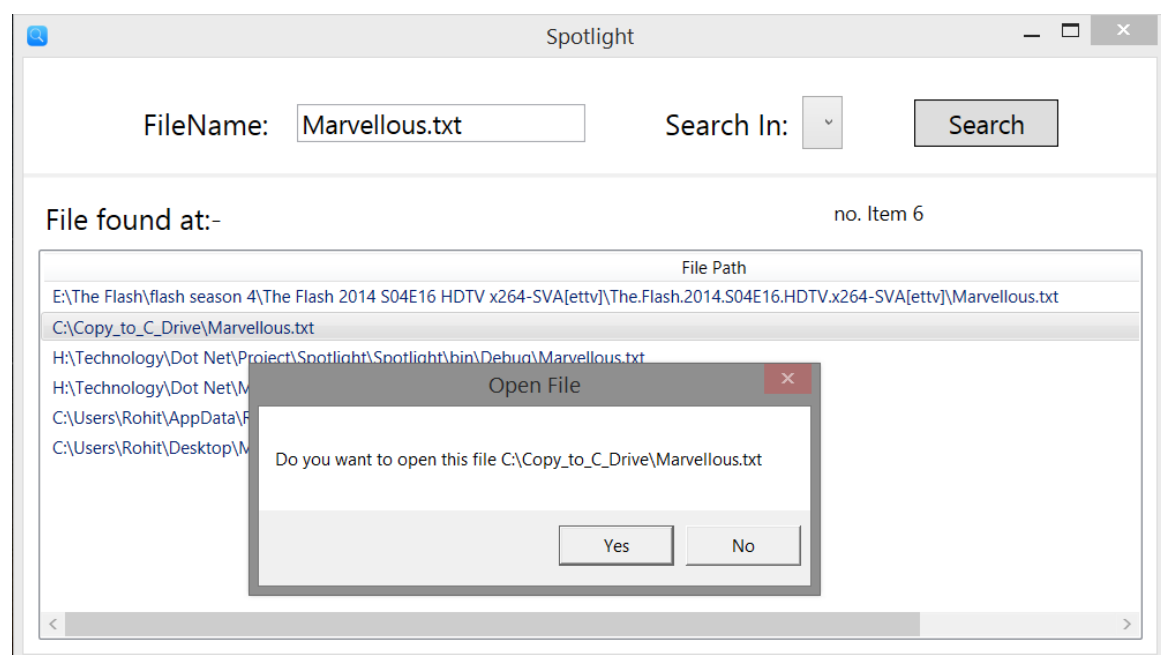 Spotlight
FileName: Marvellous.txt Search In: Search
File found at:- no. Item 6
File Path
E:\The Flash\flash season 4\The Flash 2014 S04E16 HDTV x264-SVA[ettv]\The.Flash.2014.S04E16.HDTV.x264-SVA[ettv]\Marvellous.txt
C:\Copy_to_C_Drive\Marvellous.txt
H:\Technology\Dot Net\Project\Spotlight\Spotlight\bin\Debug\Marvellous.txt
H:\Technology\Dot Net\M
C:\Users\Rohit\AppData\R
C:\Users\Rohit\Desktop\M
Open File
Do you want to open this file C:\Copy_to_C_Drive\Marvellous.txt
Yes No